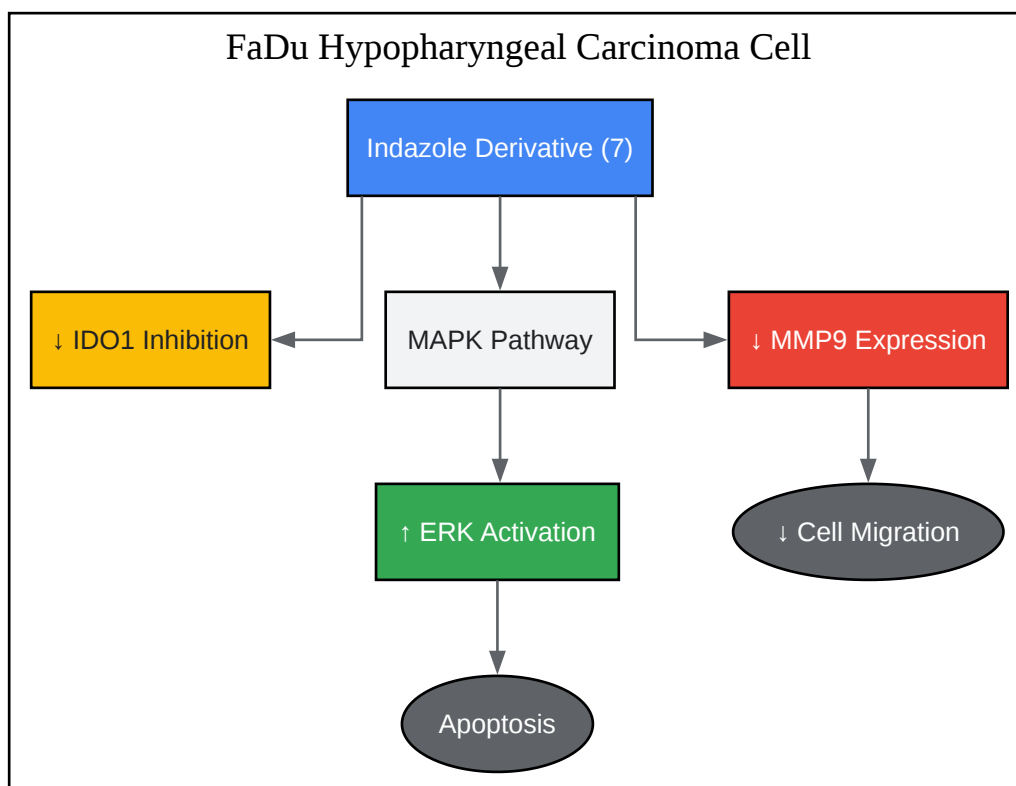 FaDu Hypopharyngeal Carcinoma Cell
Indazole Derivative (7)
↓ IDO1 Inhibition
MAPK Pathway
↓ MMP9 Expression
↑ ERK Activation
↓ Cell Migration
Apoptosis